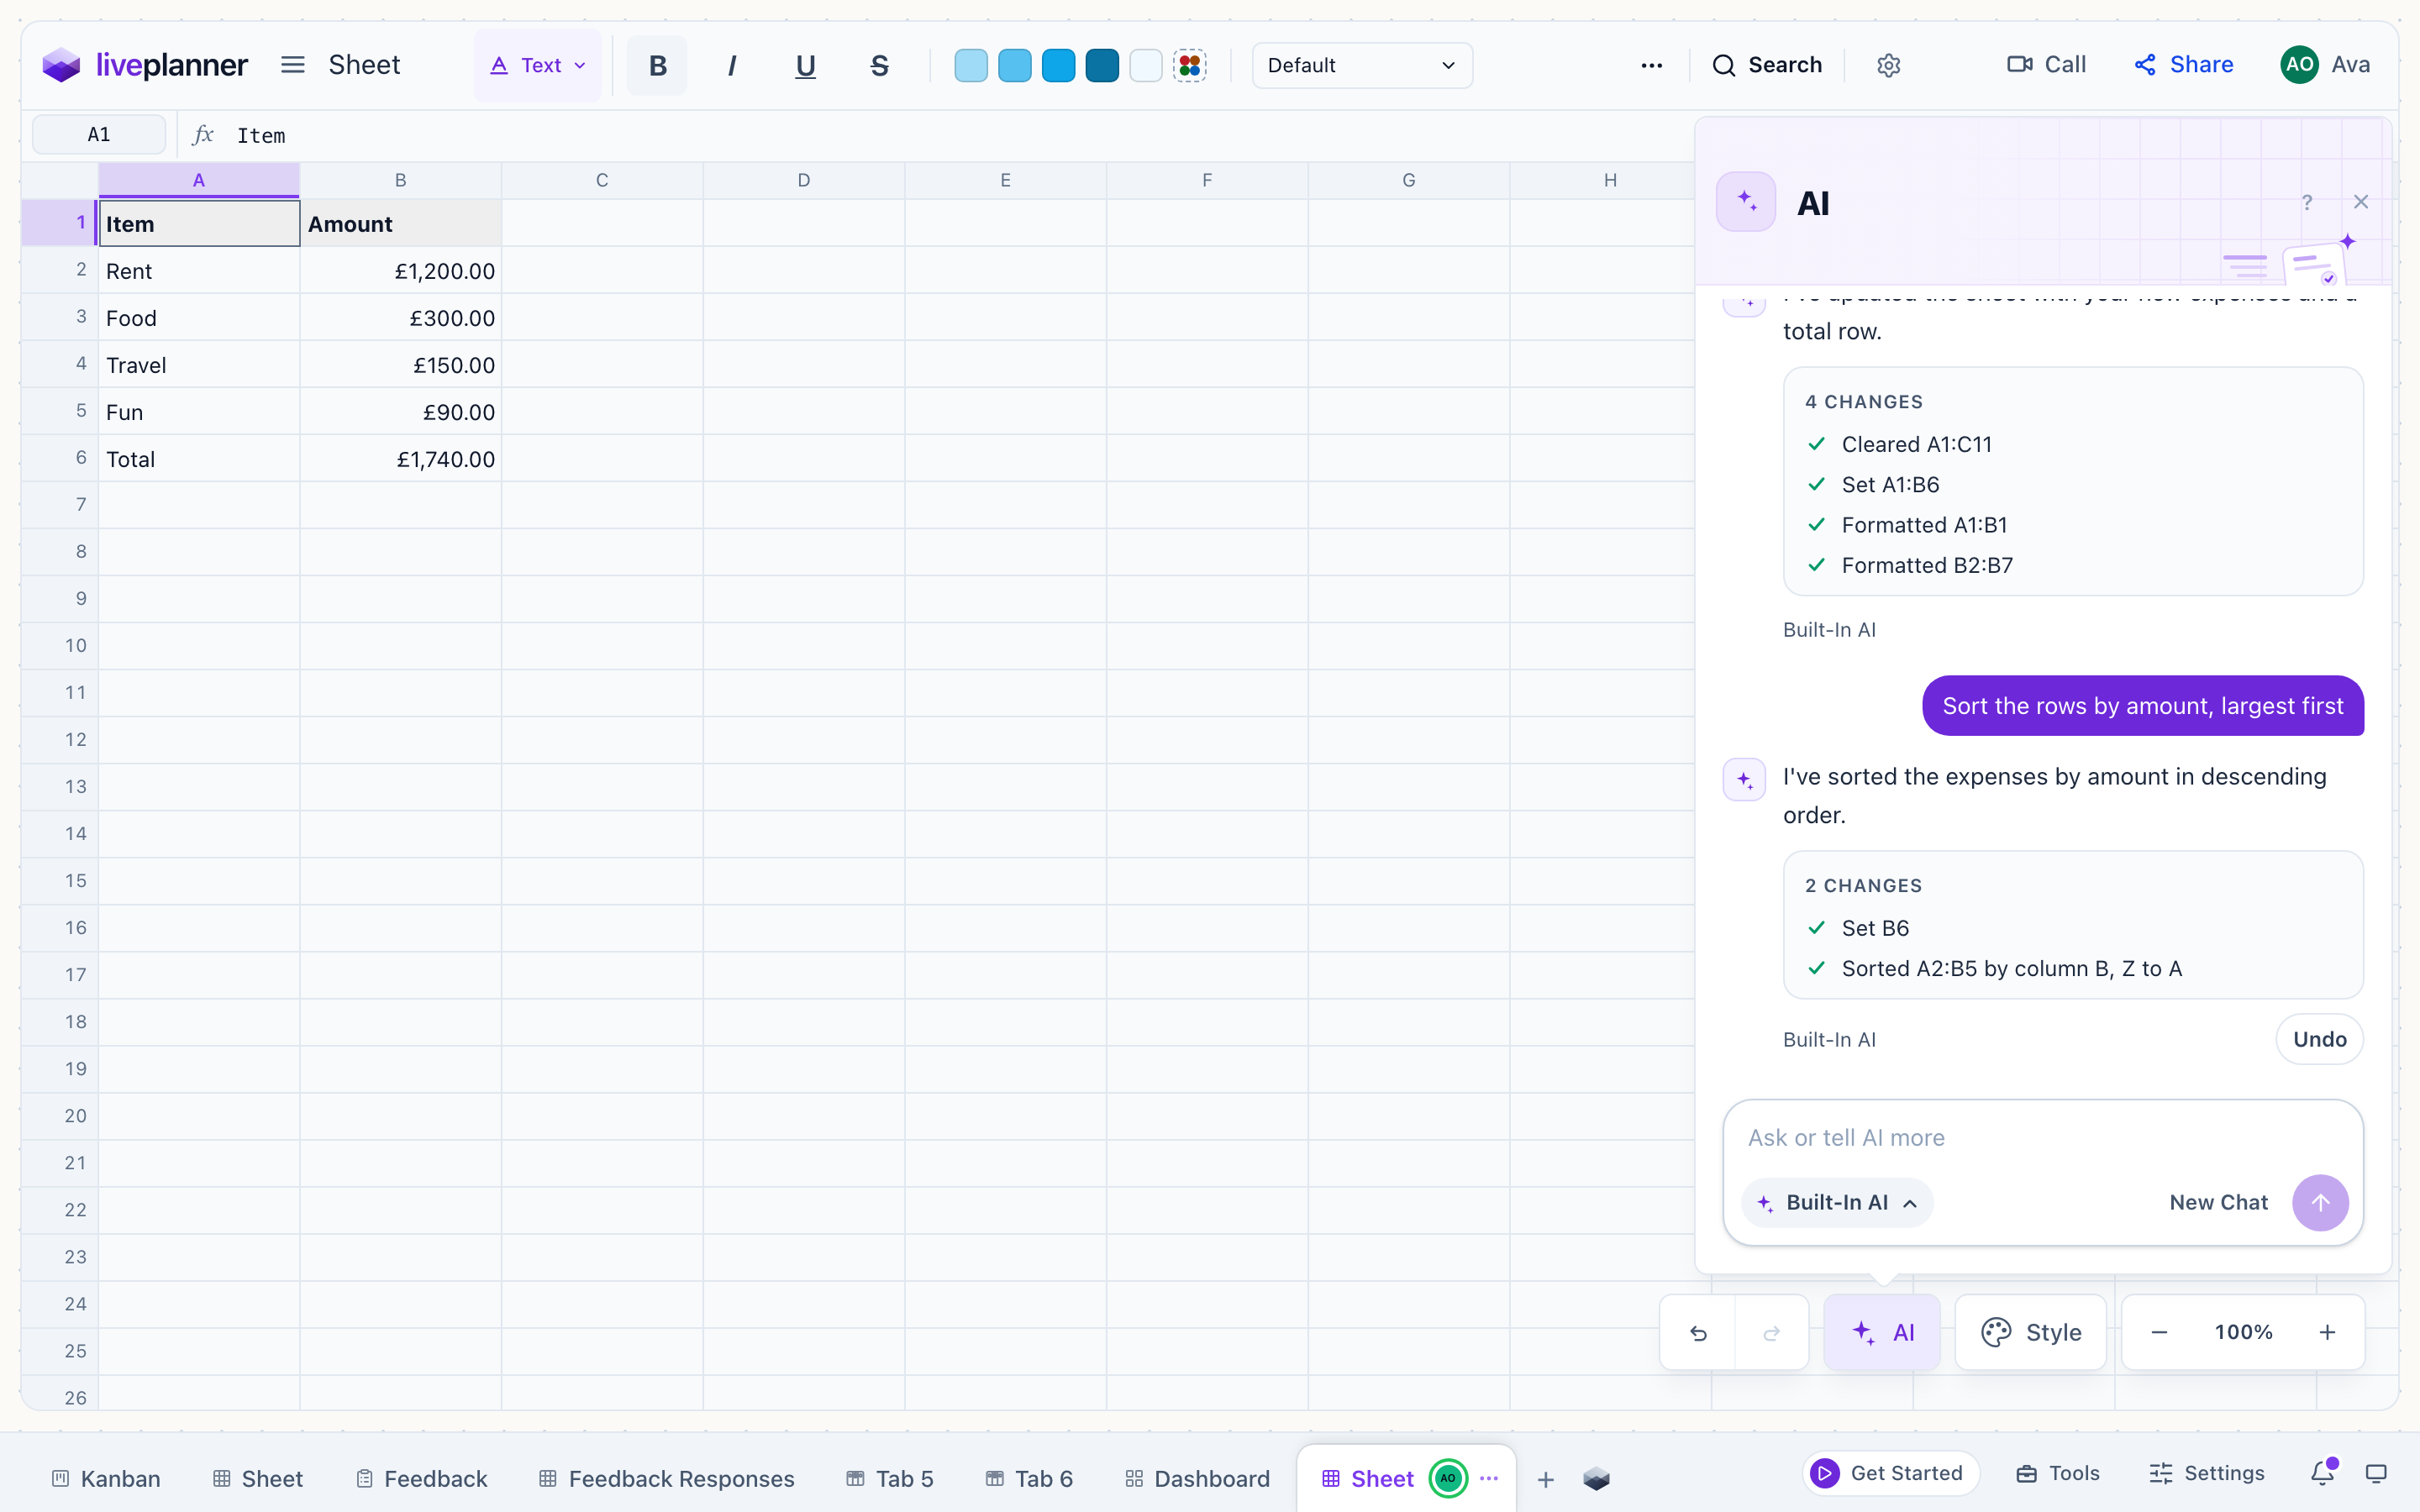 liveplanner
Sheet
Text
B
I
U
S
Default
Search
Call
Share
AO
Ava
A1
fx
Item
A
B
C
D
E
F
G
H
1
Item
Amount
2
Rent
£1,200.00
3
Food
£300.00
4
Travel
£150.00
5
Fun
£90.00
6
Total
£1,740.00
7
8
9
10
11
12
13
14
15
16
17
18
19
20
21
22
23
24
25
26
AI
?
total row.
4 CHANGES
Cleared A1:C11
Set A1:B6
Formatted A1:B1
Formatted B2:B7
Built-In AI
Sort the rows by amount, largest first
I've sorted the expenses by amount in descending
order.
2 CHANGES
Set B6
Sorted A2:B5 by column B, Z to A
Built-In AI
Undo
Ask or tell AI more
Built-In AI
New Chat
AI
Style
100%
Kanban
Sheet
Feedback
Feedback Responses
Tab 5
Tab 6
Dashboard
Sheet
AO
Get Started
Tools
Settings